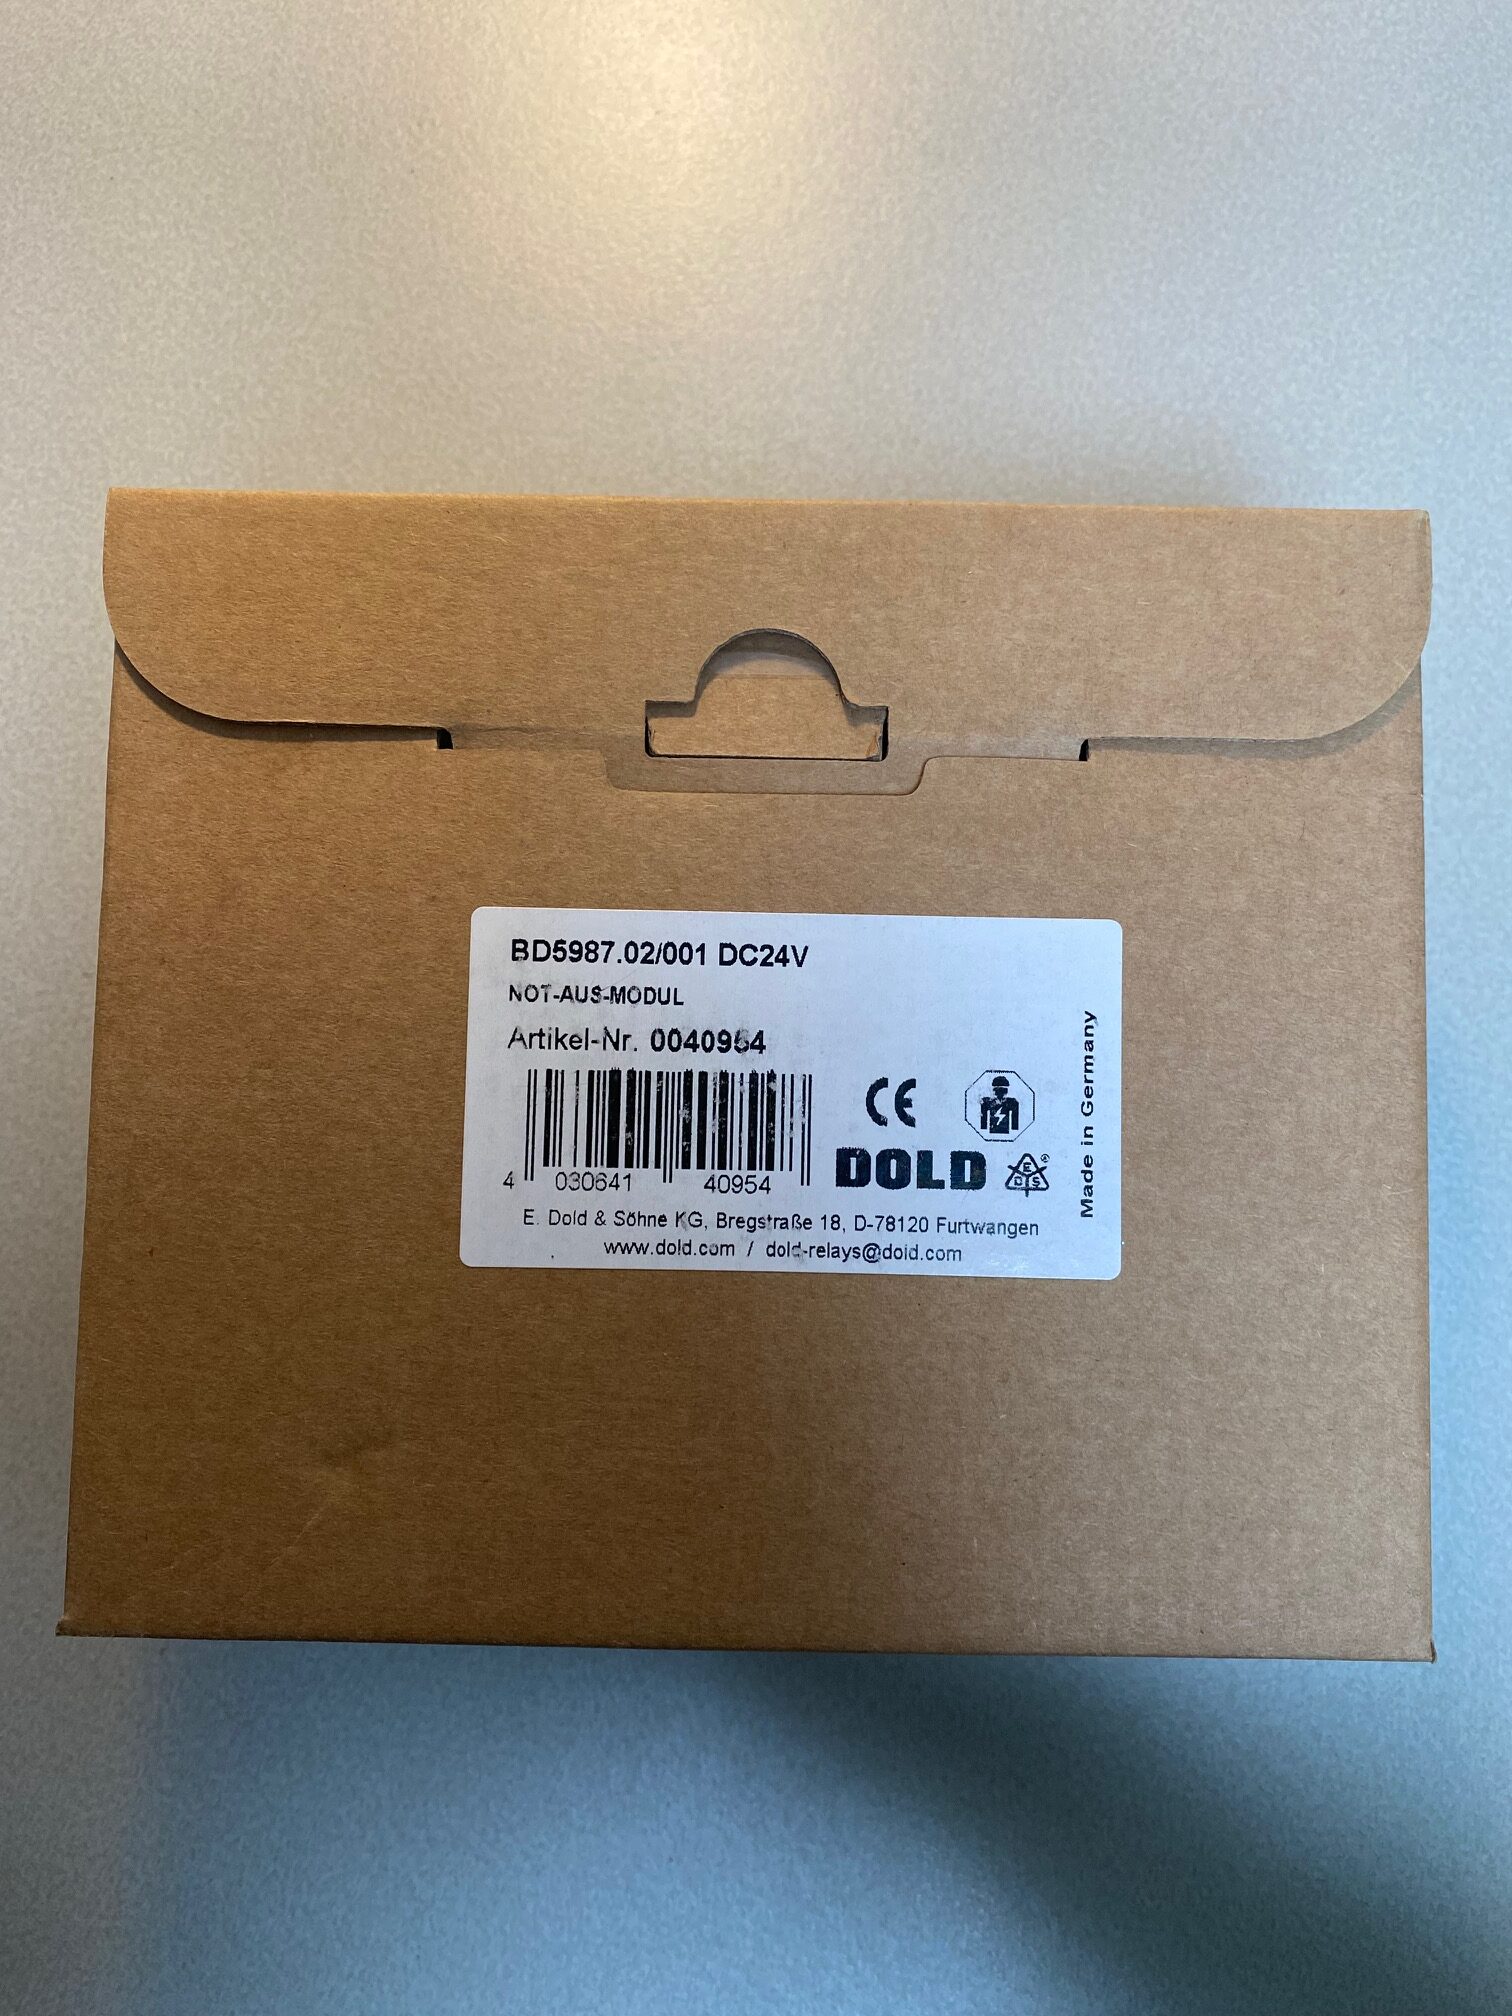 BD5987.02/001 DC24V
NOT-AUS-MODUL
Artikel-Nr. 0040954
4 030641 40954
CE
DOLD
E
D S
®
E. Dold & Söhne KG, Bregstraße 18, D-78120 Furtwangen
www.dold.com / dold-relays@dold.com
Made in Germany